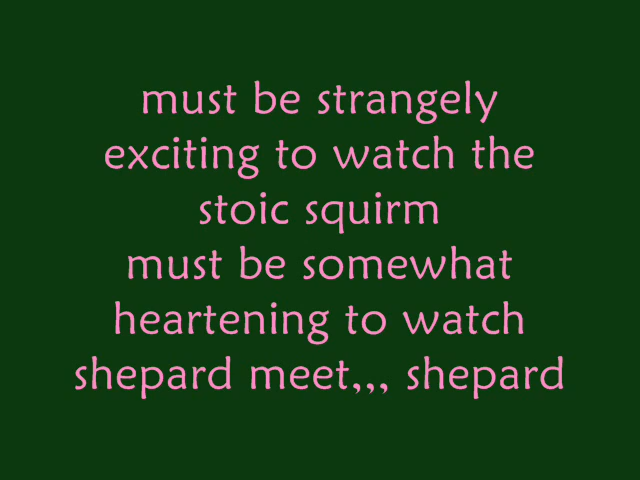 must be strangely
exciting to watch the
stoic squirm
must be somewhat
heartening to watch
shepard meet,,, shepard